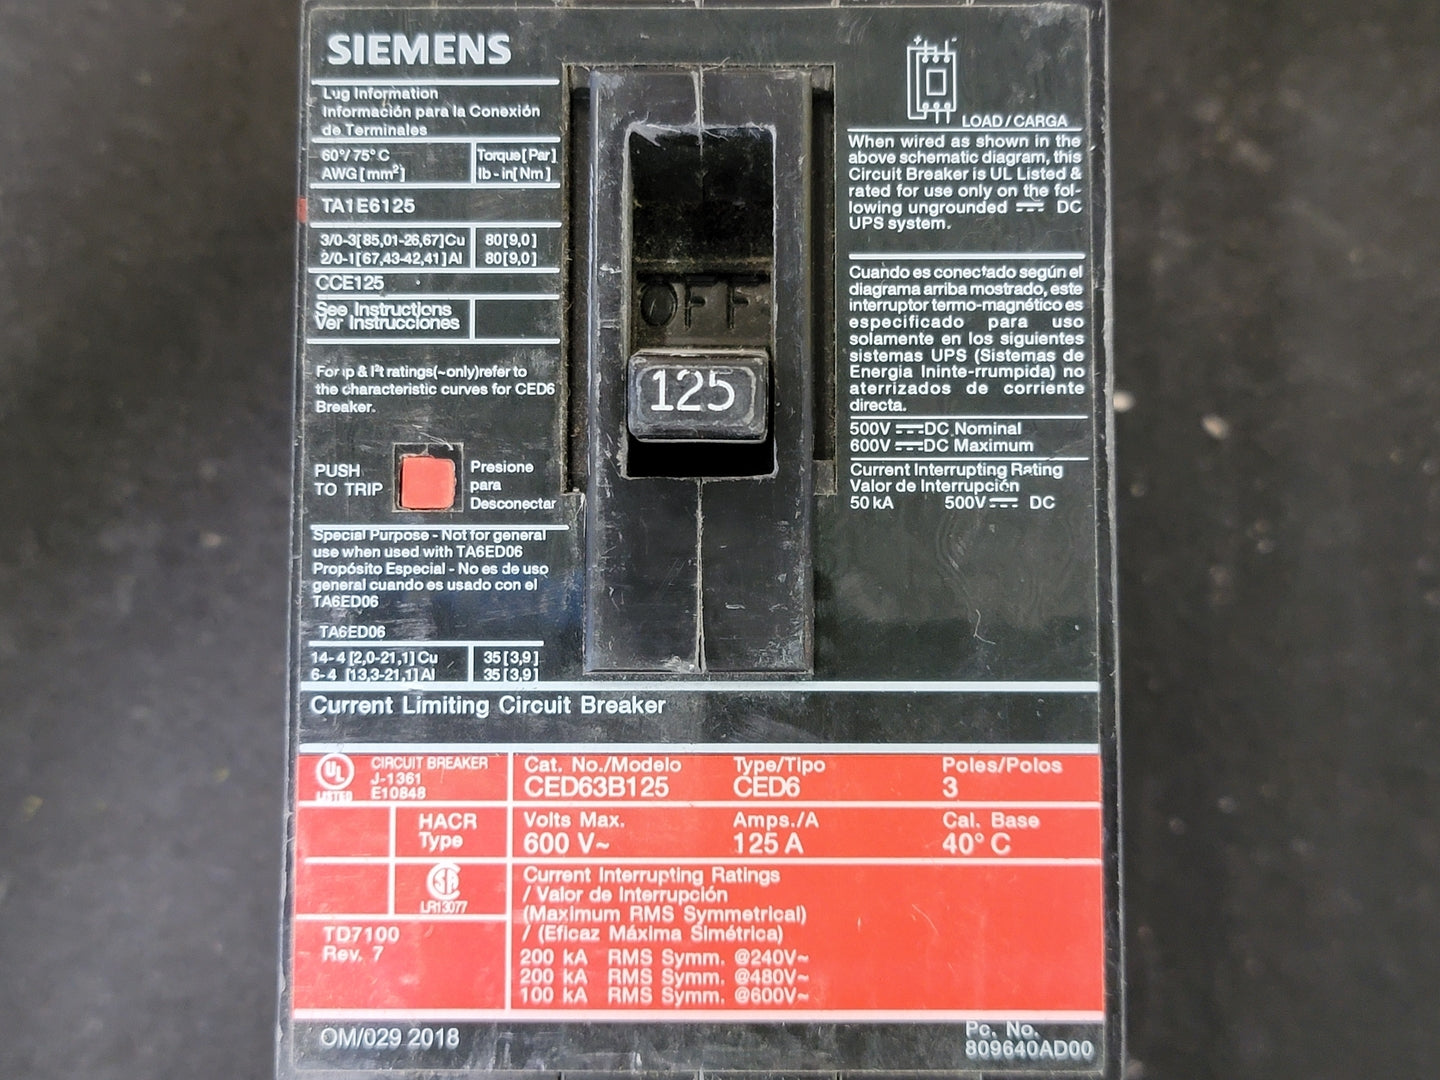 SIEMENS
Lug Information
Información para la Conexión
de Terminales
60°/75° C
AWG [mm²]
Torque[Par]
lb-in[Nm]
TA1E6125
3/0-3[85,01-26,67]Cu 80[9,0]
2/0-1[67,43-42,41]Al 80[9,0]
CCE125
See Instructions
Ver Instrucciones
For Ip & I²t ratings(~only)refer to
the characteristic curves for CED6
Breaker.
PUSH
TO TRIP
Presione
para
Desconectar
Special Purpose - Not for general
use when used with TA6ED06
Propósito Especial - No es de uso
general cuando es usado con el
TA6ED06
TA6ED06
14-4 [2,0-21,1] Cu 35[3,9]
6-4 [13,3-21,1] Al 35[3,9]
OFF
125
+ -
LOAD/CARGA
When wired as shown in the
above schematic diagram, this
Circuit Breaker is UL Listed &
rated for use only on the fol-
lowing ungrounded ⎓ DC
UPS system.
Cuando es conectado según el
diagrama arriba mostrado, este
interruptor termo-magnético es
especificado para uso
solamente en los siguientes
sistemas UPS (Sistemas de
Energia Ininte-rrumpida) no
aterrizados de corriente
directa.
500V ⎓ DC Nominal
600V ⎓ DC Maximum
Current Interrupting Rating
Valor de Interrupción
50 kA 500V ⎓ DC
Current Limiting Circuit Breaker
UL
LISTED
CIRCUIT BREAKER
J-1361
E10848
Cat. No./Modelo Type/Tipo Poles/Polos
CED63B125 CED6 3
HACR
Type
Volts Max. Amps./A Cal. Base
600 V~ 125 A 40° C
SA
LR13077
TD7100
Rev. 7
Current Interrupting Ratings
/ Valor de Interrupción
(Maximum RMS Symmetrical)
/ (Eficaz Máxima Simétrica)
200 kA RMS Symm. @240V~
200 kA RMS Symm. @480V~
100 kA RMS Symm. @600V~
OM/029 2018
Pc. No.
809640AD00